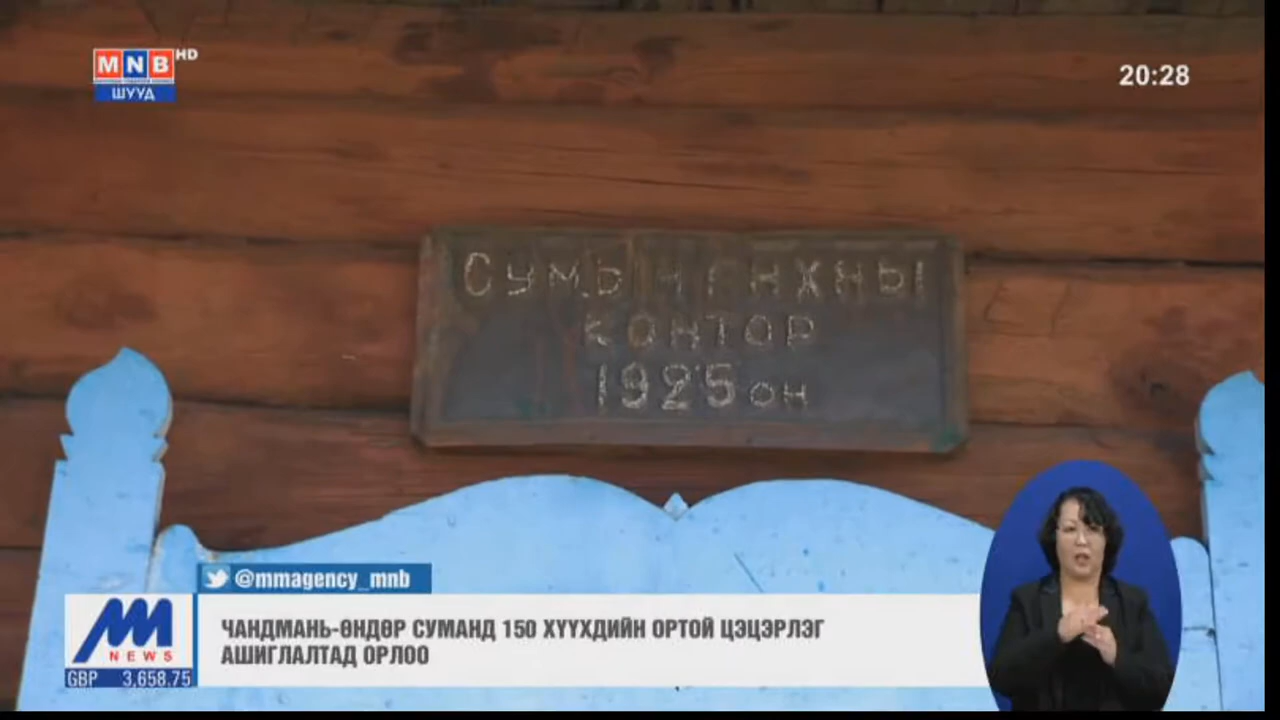 MNB HD
ШУУД
20:28
СУМЫН АНХНЫ
КОНТОР
1925 ОН
@mmagency_mnb
ЧАНДМАНЬ-ӨНДӨР СУМАНД 150 ХҮҮХДИЙН ОРТОЙ ЦЭЦЭРЛЭГ
АШИГЛАЛТАД ОРЛОО
MM
NEWS
GBP 3,658.75